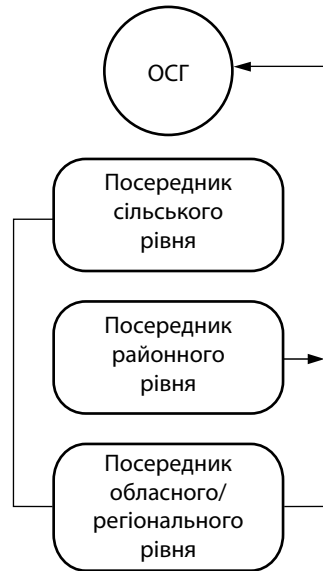 ОСГ
Посередник
сільського
рівня
Посередник
районного
рівня
Посередник
обласного/
регіонального
рівня